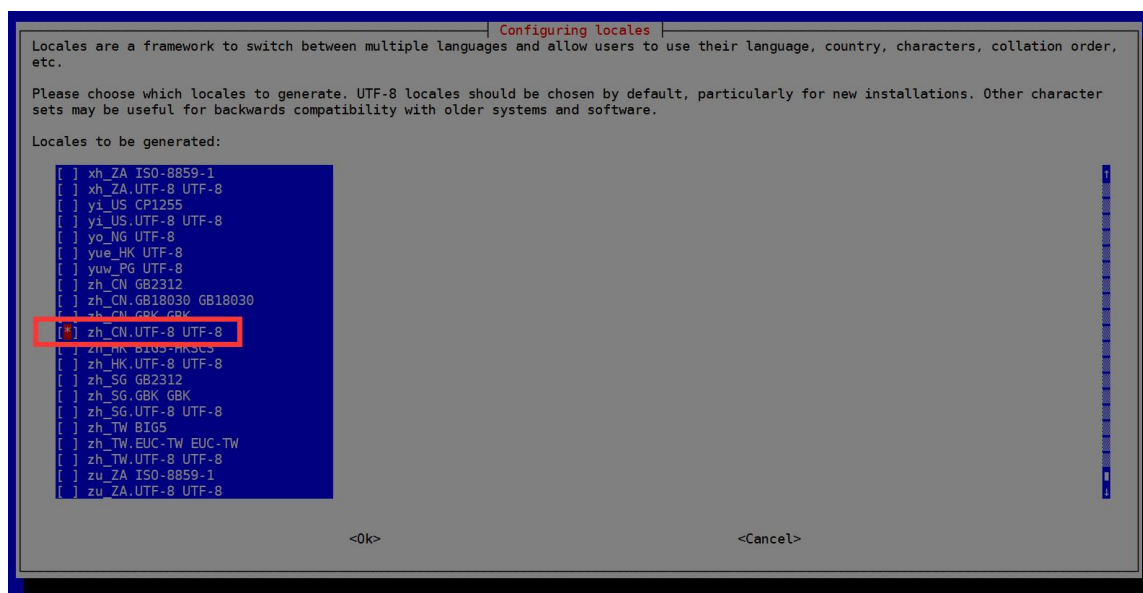 Configuring locales
Locales are a framework to switch between multiple languages and allow users to use their language, country, characters, collation order,
etc.
Please choose which locales to generate. UTF-8 locales should be chosen by default, particularly for new installations. Other character
sets may be useful for backwards compatibility with older systems and software.
Locales to be generated:
[ ] xh_ZA ISO-8859-1
[ ] xh_ZA.UTF-8 UTF-8
[ ] yi_US CP1255
[ ] yi_US.UTF-8 UTF-8
[ ] yo_NG UTF-8
[ ] yue_HK UTF-8
[ ] yuw_PG UTF-8
[ ] zh_CN GB2312
[ ] zh_CN.GB18030 GB18030
[ ] zh_CN.GBK GBK
[*] zh_CN.UTF-8 UTF-8
[ ] zh_HK BIG5-HKSCS
[ ] zh_HK.UTF-8 UTF-8
[ ] zh_SG GB2312
[ ] zh_SG.GBK GBK
[ ] zh_SG.UTF-8 UTF-8
[ ] zh_TW BIG5
[ ] zh_TW.EUC-TW EUC-TW
[ ] zh_TW.UTF-8 UTF-8
[ ] zu_ZA ISO-8859-1
[ ] zu_ZA.UTF-8 UTF-8
<Ok> <Cancel>